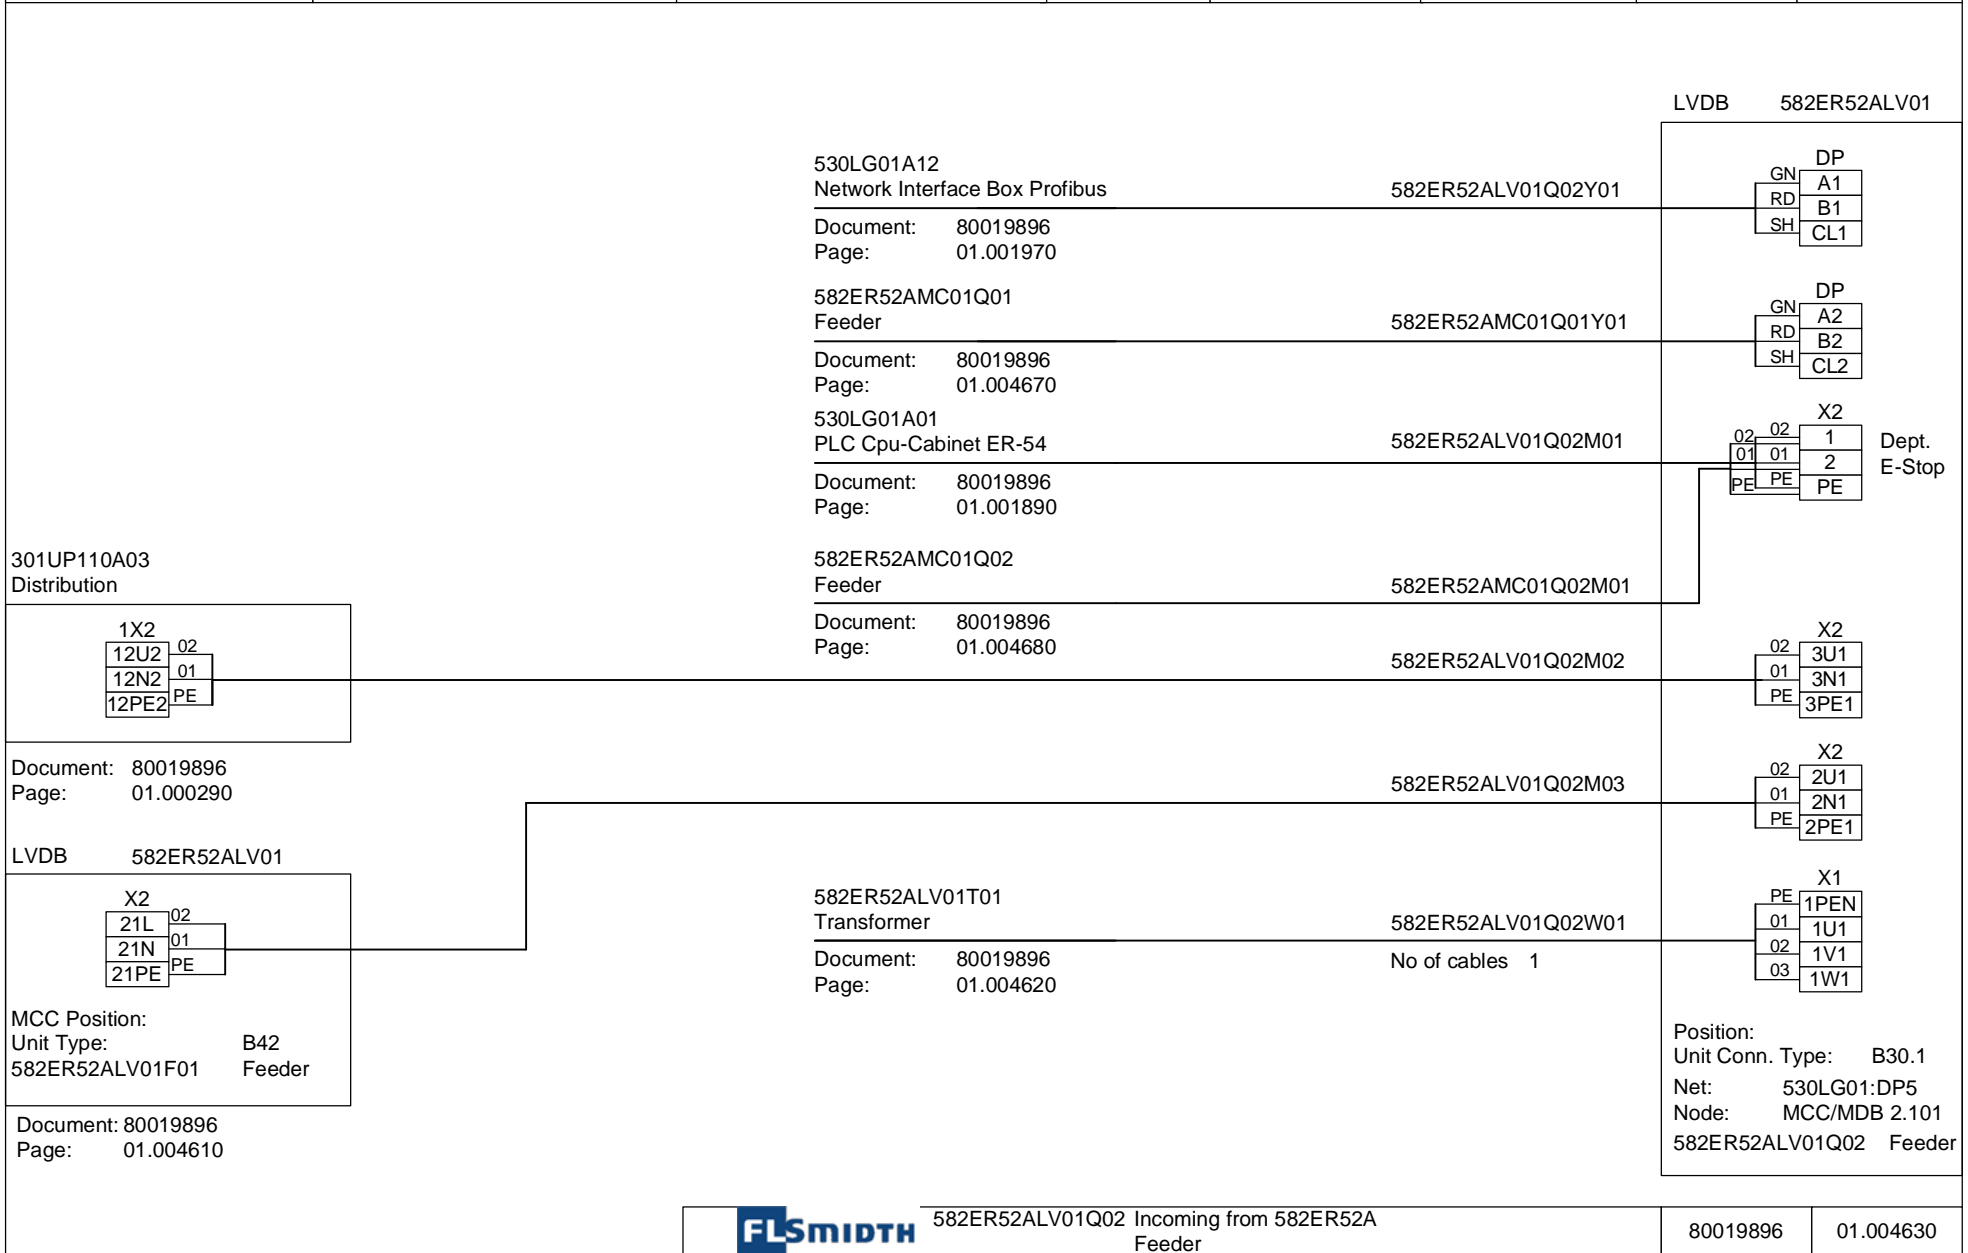 LVDB 582ER52ALV01
530LG01A12
Network Interface Box Profibus
582ER52ALV01Q02Y01
Document: 80019896
Page: 01.001970
DP
GN A1
RD B1
SH CL1
582ER52AMC01Q01
Feeder
582ER52AMC01Q01Y01
Document: 80019896
Page: 01.004670
DP
GN A2
RD B2
SH CL2
530LG01A01
PLC Cpu-Cabinet ER-54
582ER52ALV01Q02M01
Document: 80019896
Page: 01.001890
X2
02 02 1
01 01 2
PE PE PE
Dept.
E-Stop
582ER52AMC01Q02
Feeder
582ER52AMC01Q02M01
Document: 80019896
Page: 01.004680
301UP110A03
Distribution
1X2
12U2 02
12N2 01
12PE2 PE
582ER52ALV01Q02M02
X2
02 3U1
01 3N1
PE 3PE1
Document: 80019896
Page: 01.000290
582ER52ALV01Q02M03
X2
02 2U1
01 2N1
PE 2PE1
LVDB 582ER52ALV01
X2
21L 02
21N 01
21PE PE
MCC Position:
Unit Type: B42
582ER52ALV01F01 Feeder
Document: 80019896
Page: 01.004610
582ER52ALV01T01
Transformer
582ER52ALV01Q02W01
Document: 80019896
Page: 01.004620
No of cables 1
X1
PE 1PEN
01 1U1
02 1V1
03 1W1
Position:
Unit Conn. Type: B30.1
Net: 530LG01:DP5
Node: MCC/MDB 2.101
582ER52ALV01Q02 Feeder
FLSMIDTH
582ER52ALV01Q02 Incoming from 582ER52A
Feeder
80019896
01.004630